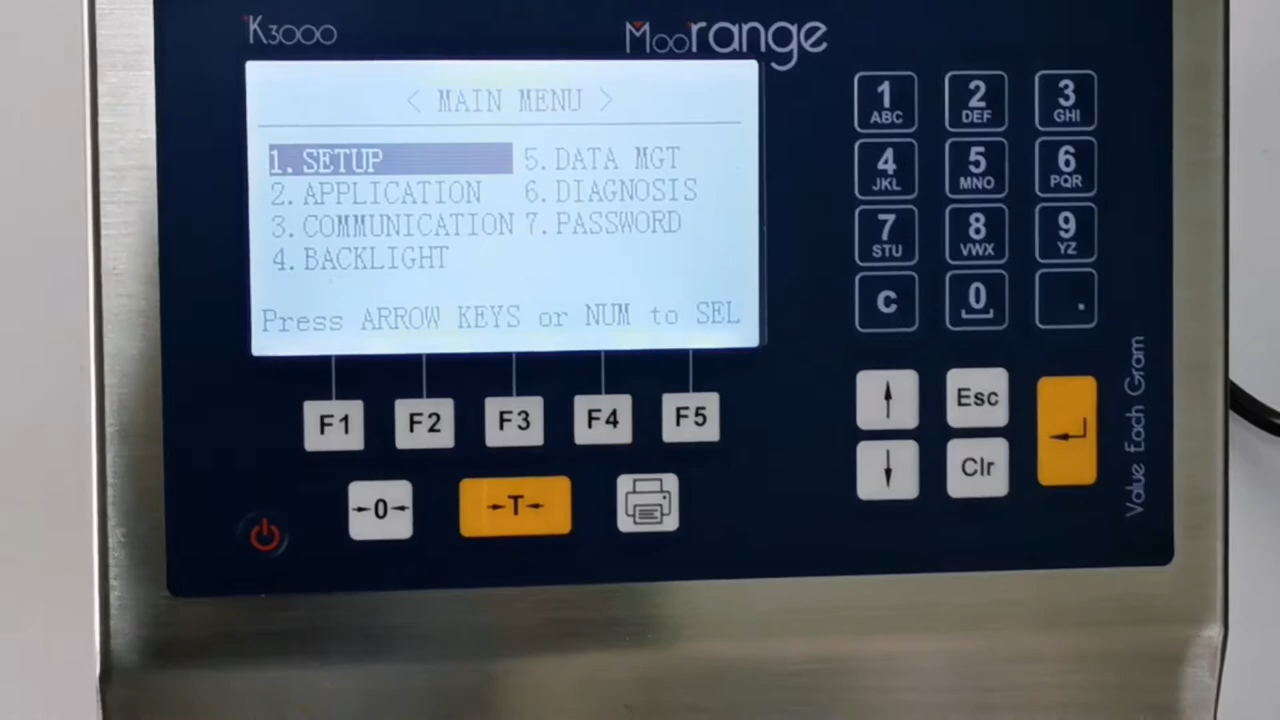 K3000
Moorange
< MAIN MENU >
1.SETUP
5.DATA MGT
2.APPLICATION
6.DIAGNOSIS
3.COMMUNICATION
7.PASSWORD
4.BACKLIGHT
Press ARROW KEYS or NUM to SEL
1
ABC
2
DEF
3
GHI
4
JKL
5
MNO
6
PQR
7
STU
8
VWX
9
YZ
C
0
.
F1
F2
F3
F4
F5
Esc
Clr
→0←
→T←
Value Each Gram